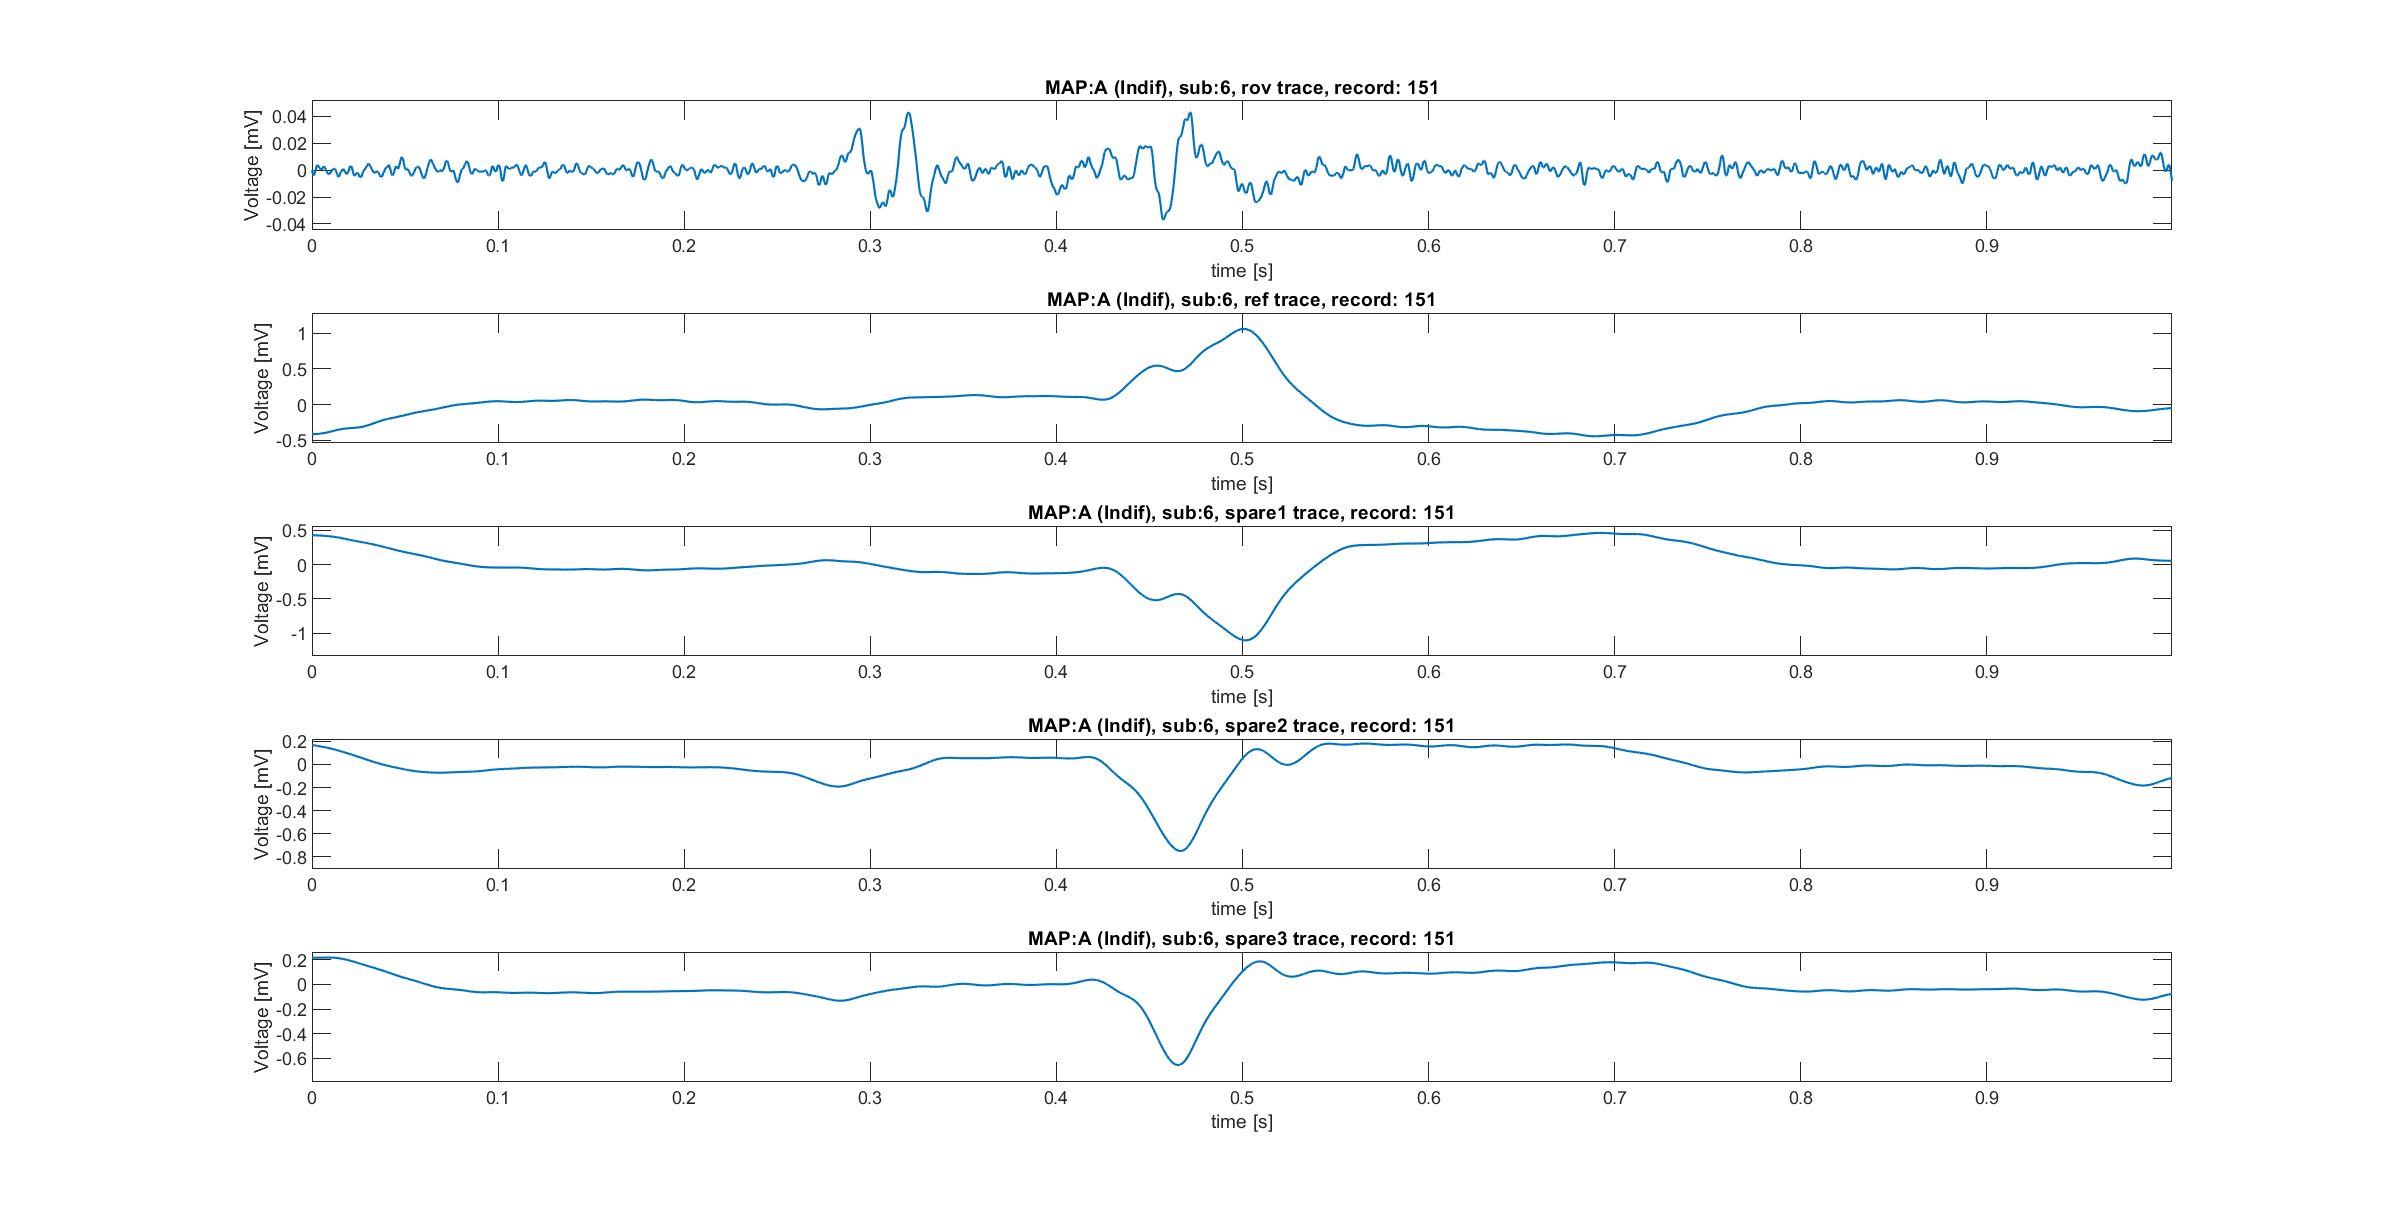 MAP:A (Indif), sub:6, rov trace, record: 151
Voltage [mV]
0.04
0.02
0
-0.02
-0.04
0 0.1 0.2 0.3 0.4 0.5 0.6 0.7 0.8 0.9
time [s]
MAP:A (Indif), sub:6, ref trace, record: 151
Voltage [mV]
1
0.5
0
-0.5
0 0.1 0.2 0.3 0.4 0.5 0.6 0.7 0.8 0.9
time [s]
MAP:A (Indif), sub:6, spare1 trace, record: 151
Voltage [mV]
0.5
0
-0.5
-1
0 0.1 0.2 0.3 0.4 0.5 0.6 0.7 0.8 0.9
time [s]
MAP:A (Indif), sub:6, spare2 trace, record: 151
Voltage [mV]
0.2
0
-0.2
-0.4
-0.6
-0.8
0 0.1 0.2 0.3 0.4 0.5 0.6 0.7 0.8 0.9
time [s]
MAP:A (Indif), sub:6, spare3 trace, record: 151
Voltage [mV]
0.2
0
-0.2
-0.4
-0.6
0 0.1 0.2 0.3 0.4 0.5 0.6 0.7 0.8 0.9
time [s]